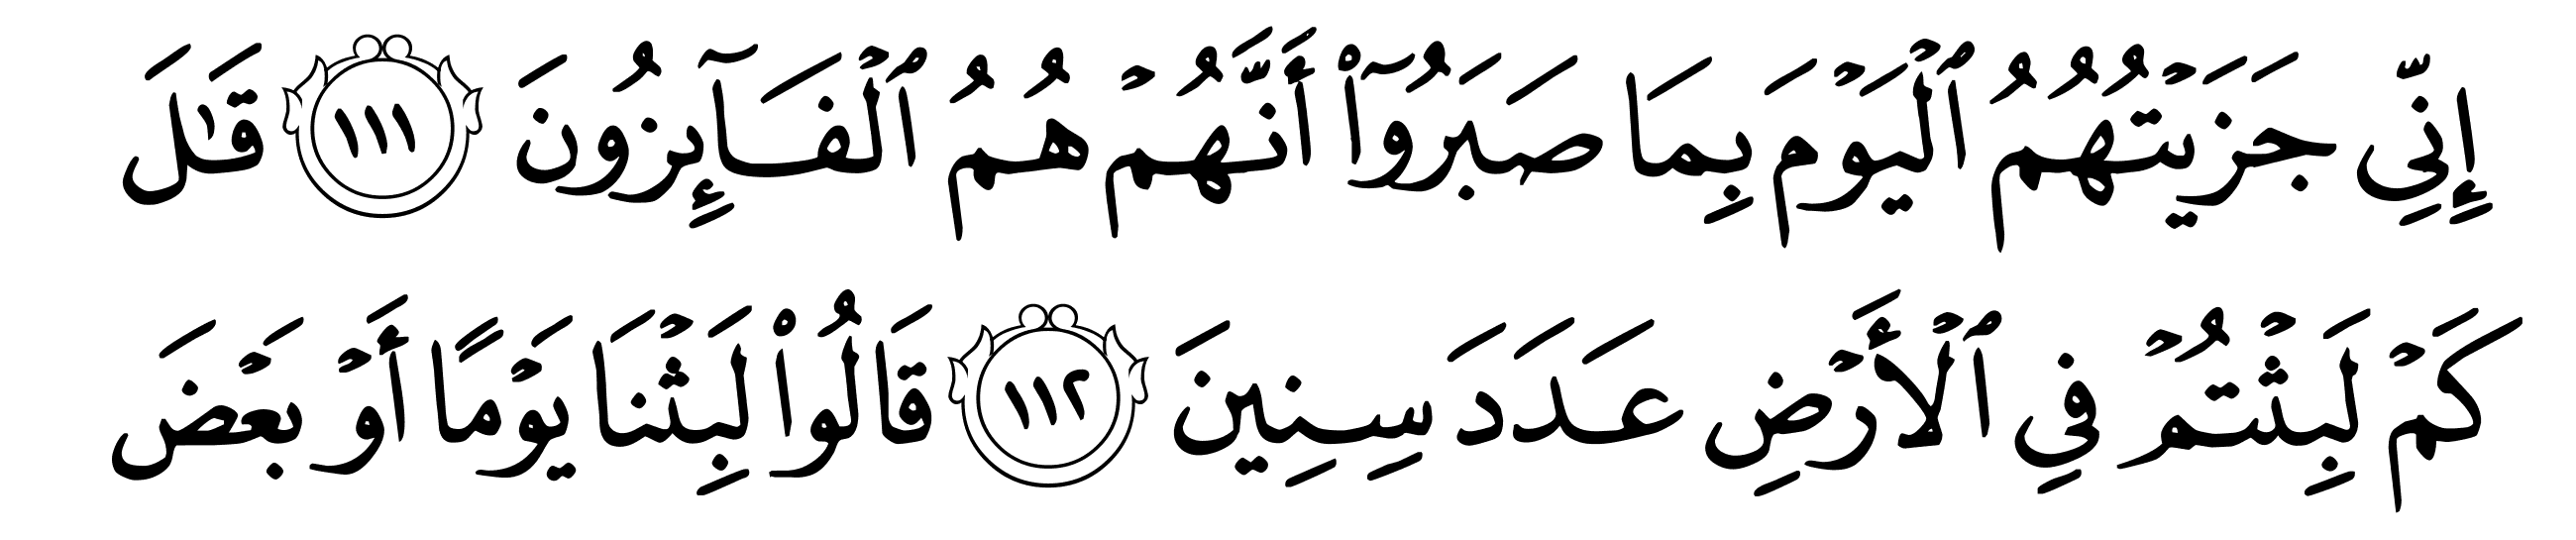 إِنِّي جَزَيۡتُهُمُ ٱلۡيَوۡمَ بِمَا صَبَرُوٓاْ أَنَّهُمۡ هُمُ ٱلۡفَآئِزُونَ ١١١ قَٰلَ
كَمۡ لَبِثۡتُمۡ فِي ٱلۡأَرۡضِ عَدَدَ سِنِينَ ١١٢ قَالُواْ لَبِثۡنَا يَوۡمًا أَوۡ بَعۡضَ